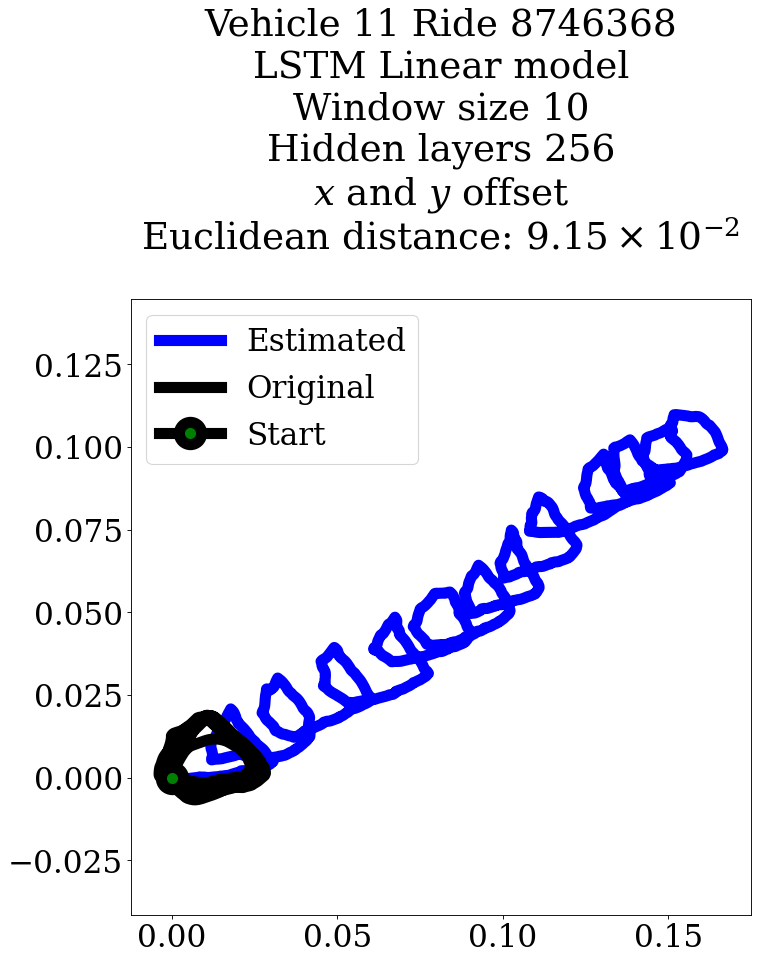 Vehicle 11 Ride 8746368
LSTM Linear model
Window size 10
Hidden layers 256
x and y offset
Euclidean distance: 9.15 × 10⁻²
Estimated
Original
Start
0.125
0.100
0.075
0.050
0.025
0.000
−0.025
0.00 0.05 0.10 0.15